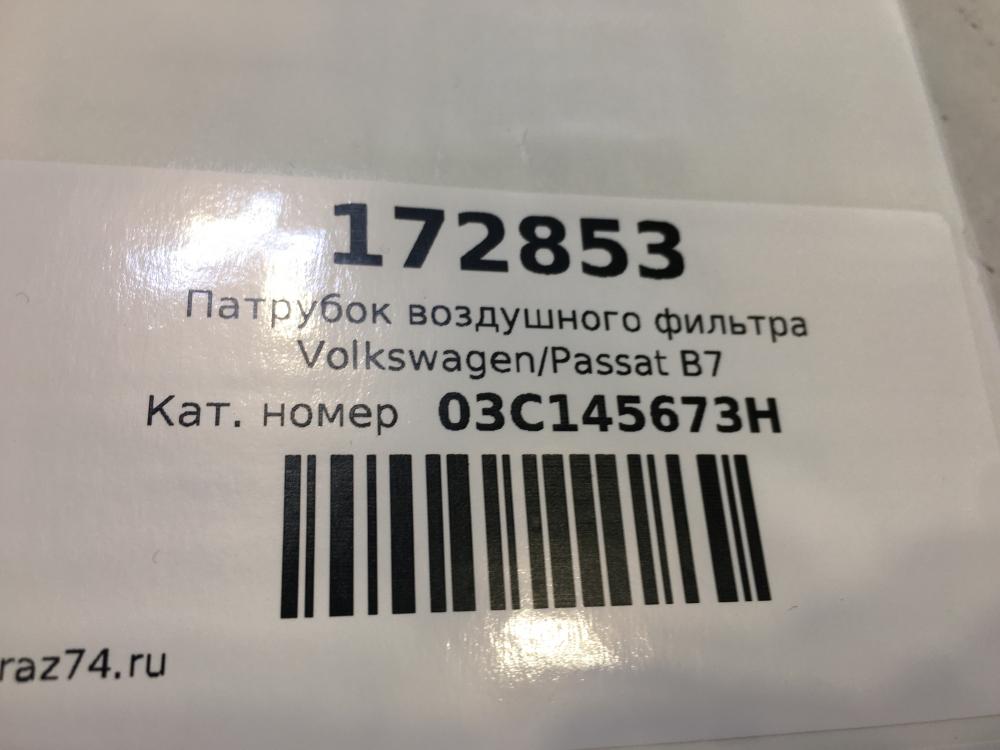 172853
Патрубок воздушного фильтра
Volkswagen/Passat B7
Кат. номер 03C145673H
raz74.ru